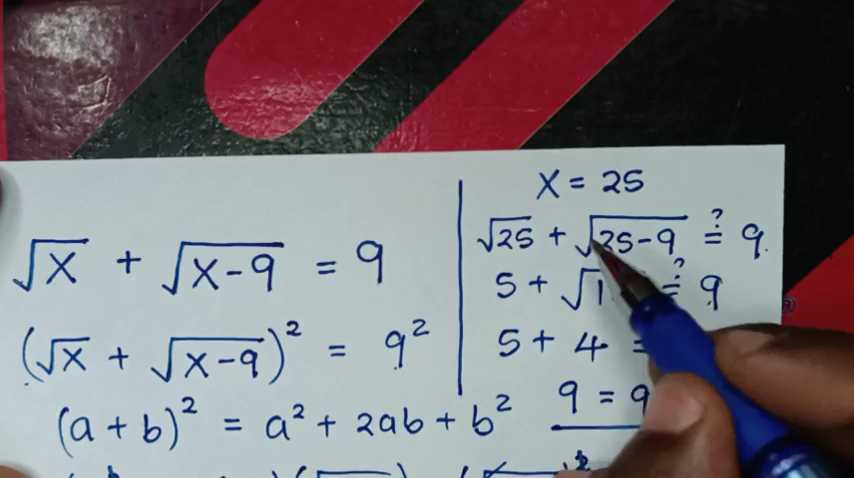 √x + √(x-9) = 9
(√x + √(x-9))² = 9²
(a + b)² = a² + 2ab + b²
x = 25
√25 + √(25-9) ≟ 9
5 + √1 ≟ 9
5 + 4 =
9 = 9
®